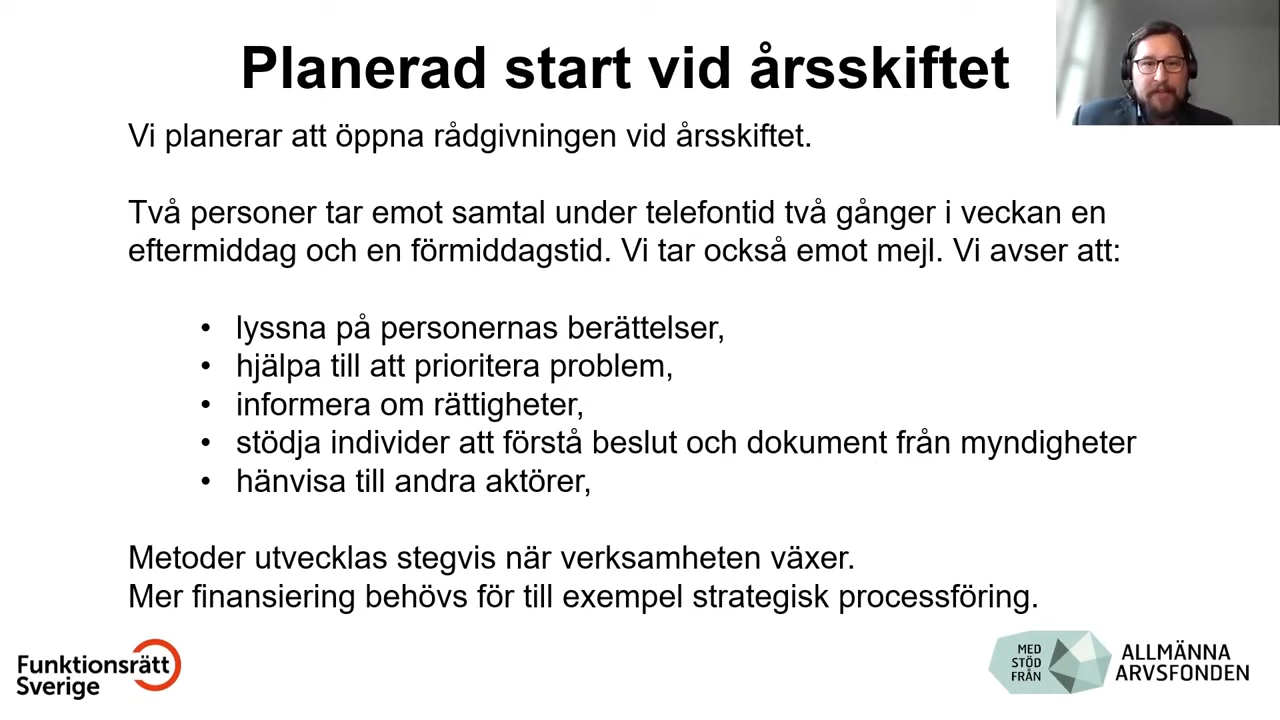 Planerad start vid årsskiftet
Vi planerar att öppna rådgivningen vid årsskiftet.
Två personer tar emot samtal under telefontid två gånger i veckan en
eftermiddag och en förmiddagstid. Vi tar också emot mejl. Vi avser att:
• lyssna på personernas berättelser,
• hjälpa till att prioritera problem,
• informera om rättigheter,
• stödja individer att förstå beslut och dokument från myndigheter
• hänvisa till andra aktörer,
Metoder utvecklas stegvis när verksamheten växer.
Mer finansiering behövs för till exempel strategisk processföring.
Funktionsrätt
Sverige
MED
STÖD
FRÅN
ALLMÄNNA
ARVSFONDEN